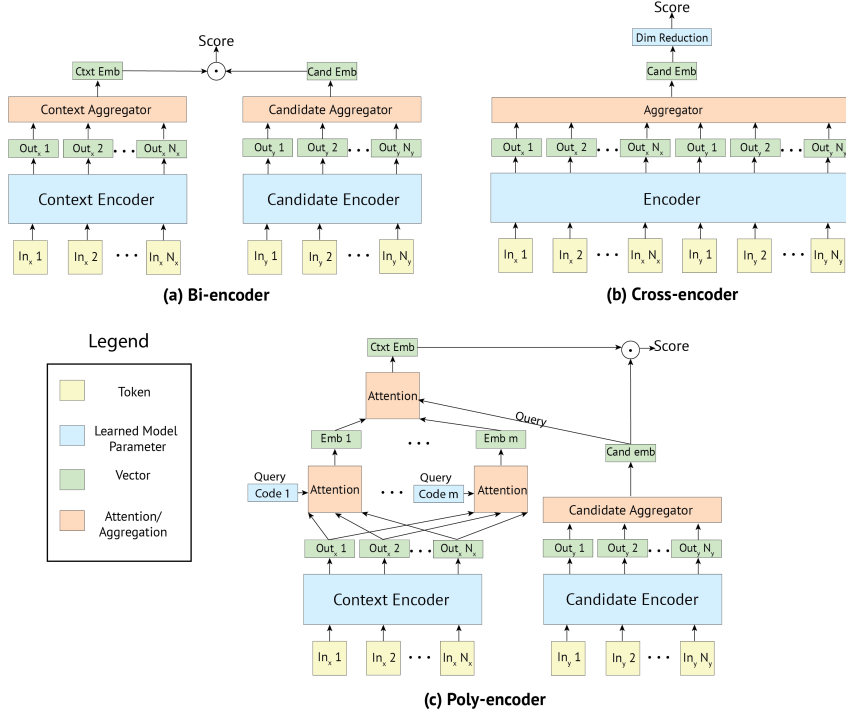 Score
Ctxt Emb
Cand Emb
Context Aggregator
Candidate Aggregator
Outx 1 Outx 2 • • • Outx Nx
Outy 1 Outy 2 • • • Outy Ny
Context Encoder
Candidate Encoder
Inx 1 Inx 2 • • • Inx Nx
Iny 1 Iny 2 • • • Iny Ny
(a) Bi-encoder
Score
Dim Reduction
Cand Emb
Aggregator
Outx 1 Outx 2 • • • Outx Nx Outy 1 Outy 2 • • • Outy Ny
Encoder
Inx 1 Inx 2 • • • Inx Nx Iny 1 Iny 2 • • • Iny Ny
(b) Cross-encoder
Legend
Token
Learned Model
Parameter
Vector
Attention/
Aggregation
Ctxt Emb
Score
Attention
Query
Emb 1 • • • Emb m
Cand emb
Query
Code 1
Attention
• • •
Query
Code m
Attention
Candidate Aggregator
Outx 1 Outx 2 • • • Outx Nx
Outy 1 Outy 2 • • • Outy Ny
Context Encoder
Candidate Encoder
Inx 1 Inx 2 • • • Inx Nx
Iny 1 Iny 2 • • • Iny Ny
(c) Poly-encoder